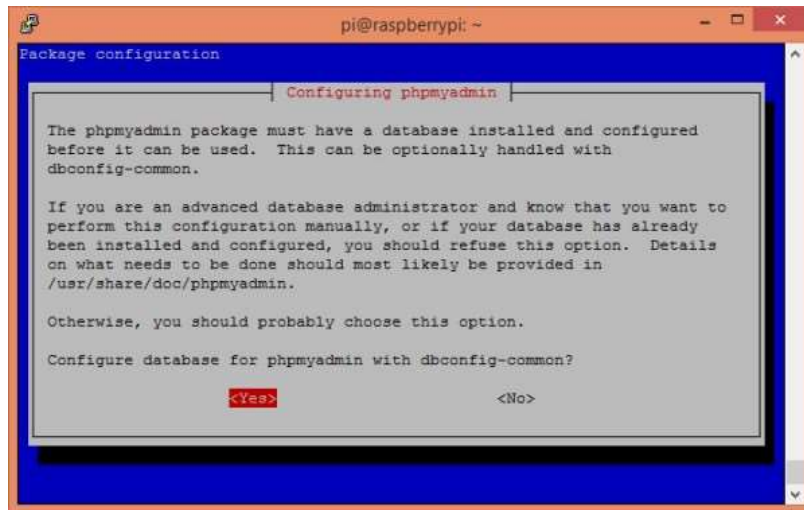 pi@raspberrypi: ~
Package configuration
Configuring phpmyadmin
The phpmyadmin package must have a database installed and configured
before it can be used.  This can be optionally handled with
dbconfig-common.
If you are an advanced database administrator and know that you want to
perform this configuration manually, or if your database has already
been installed and configured, you should refuse this option.  Details
on what needs to be done should most likely be provided in
/usr/share/doc/phpmyadmin.
Otherwise, you should probably choose this option.
Configure database for phpmyadmin with dbconfig-common?
<Yes> <No>